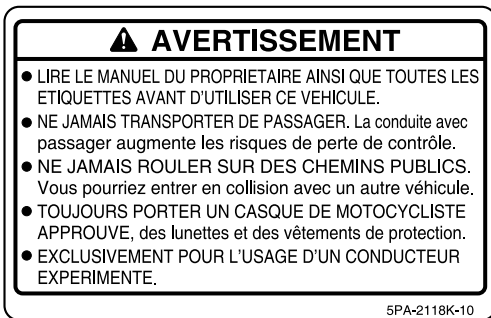 AVERTISSEMENT
● LIRE LE MANUEL DU PROPRIETAIRE AINSI QUE TOUTES LES
ETIQUETTES AVANT D'UTILISER CE VEHICULE.
● NE JAMAIS TRANSPORTER DE PASSAGER. La conduite avec
passager augmente les risques de perte de contrôle.
● NE JAMAIS ROULER SUR DES CHEMINS PUBLICS.
Vous pourriez entrer en collision avec un autre véhicule.
● TOUJOURS PORTER UN CASQUE DE MOTOCYCLISTE
APPROUVE, des lunettes et des vêtements de protection.
● EXCLUSIVEMENT POUR L'USAGE D'UN CONDUCTEUR
EXPERIMENTE.
5PA-2118K-10